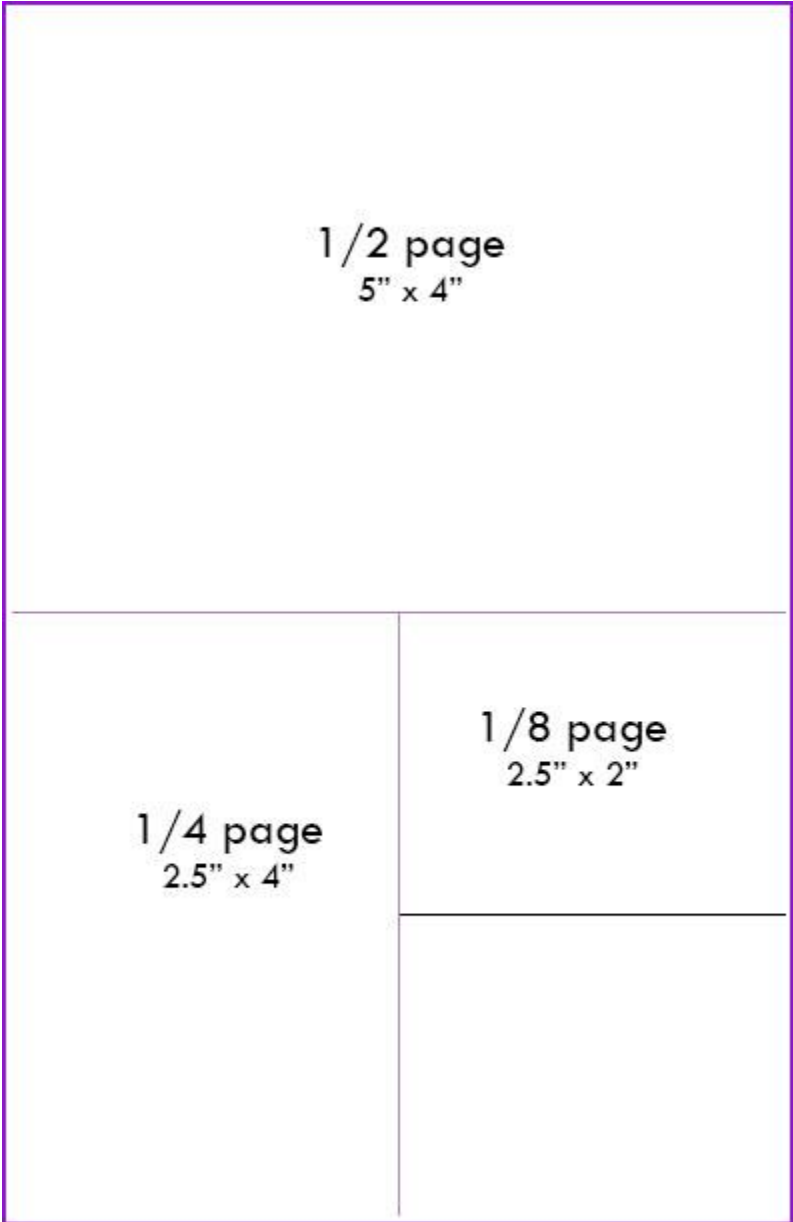 1/2 page
5” x 4”
1/8 page
2.5” x 2”
1/4 page
2.5” x 4”